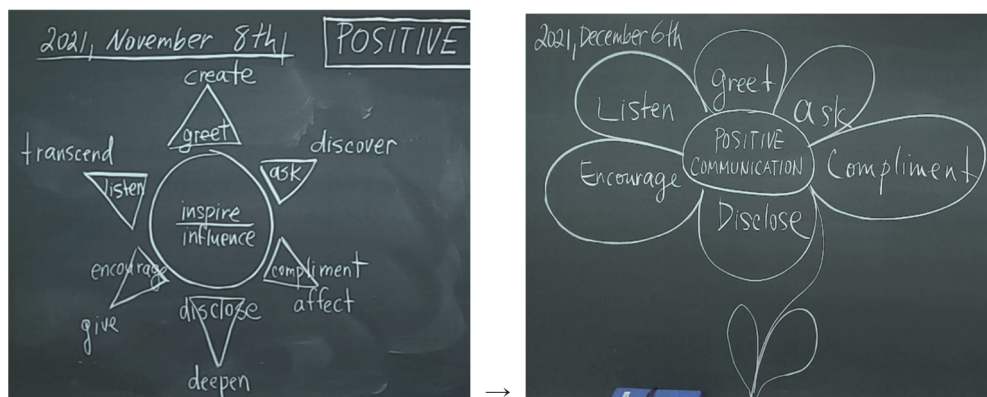 2021, November 8th,
POSITIVE
create
greet
transcend
discover
listen
ask
inspire
influence
encourage
compliment
give
affect
disclose
deepen
→
2021, December 6th
Listen
greet
ask
POSITIVE
COMMUNICATION
Encourage
Compliment
Disclose